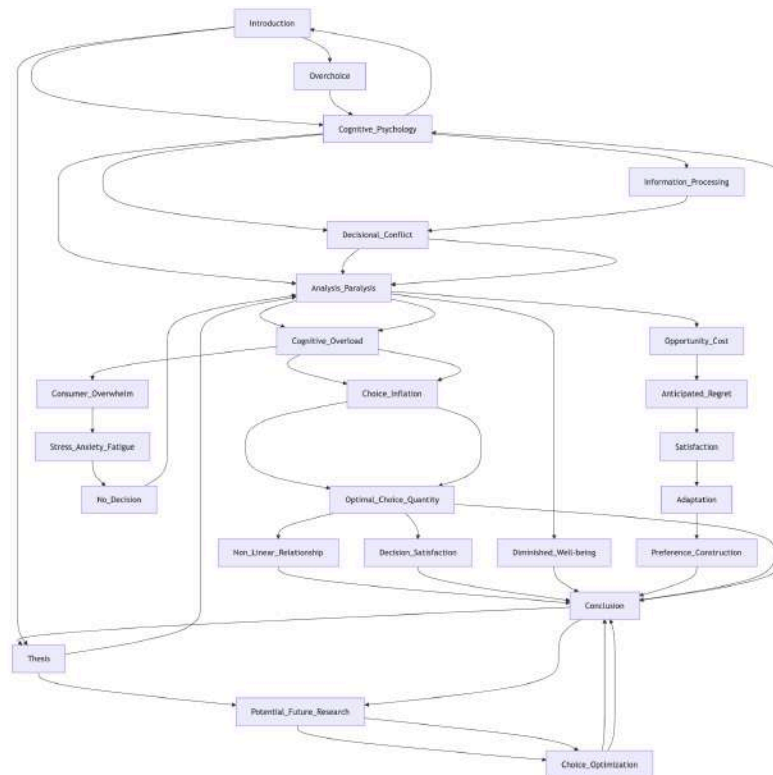 Introduction
Overchoice
Cognitive_Psychology
Information_Processing
Decisional_Conflict
Analysis_Paralysis
Cognitive_Overload
Opportunity_Cost
Consumer_Overwhelm
Choice_Inflation
Anticipated_Regret
Stress_Anxiety_Fatigue
Satisfaction
No_Decision
Optimal_Choice_Quantity
Adaptation
Non_Linear_Relationship
Decision_Satisfaction
Diminished_Well-being
Preference_Construction
Conclusion
Thesis
Potential_Future_Research
Choice_Optimization